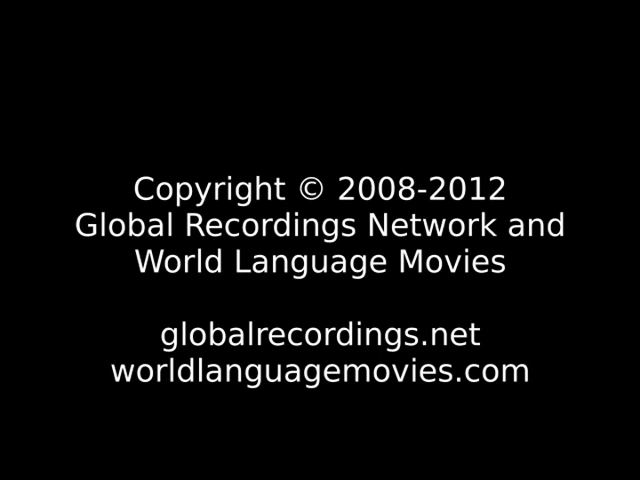 Copyright © 2008-2012
Global Recordings Network and
World Language Movies
globalrecordings.net
worldlanguagemovies.com